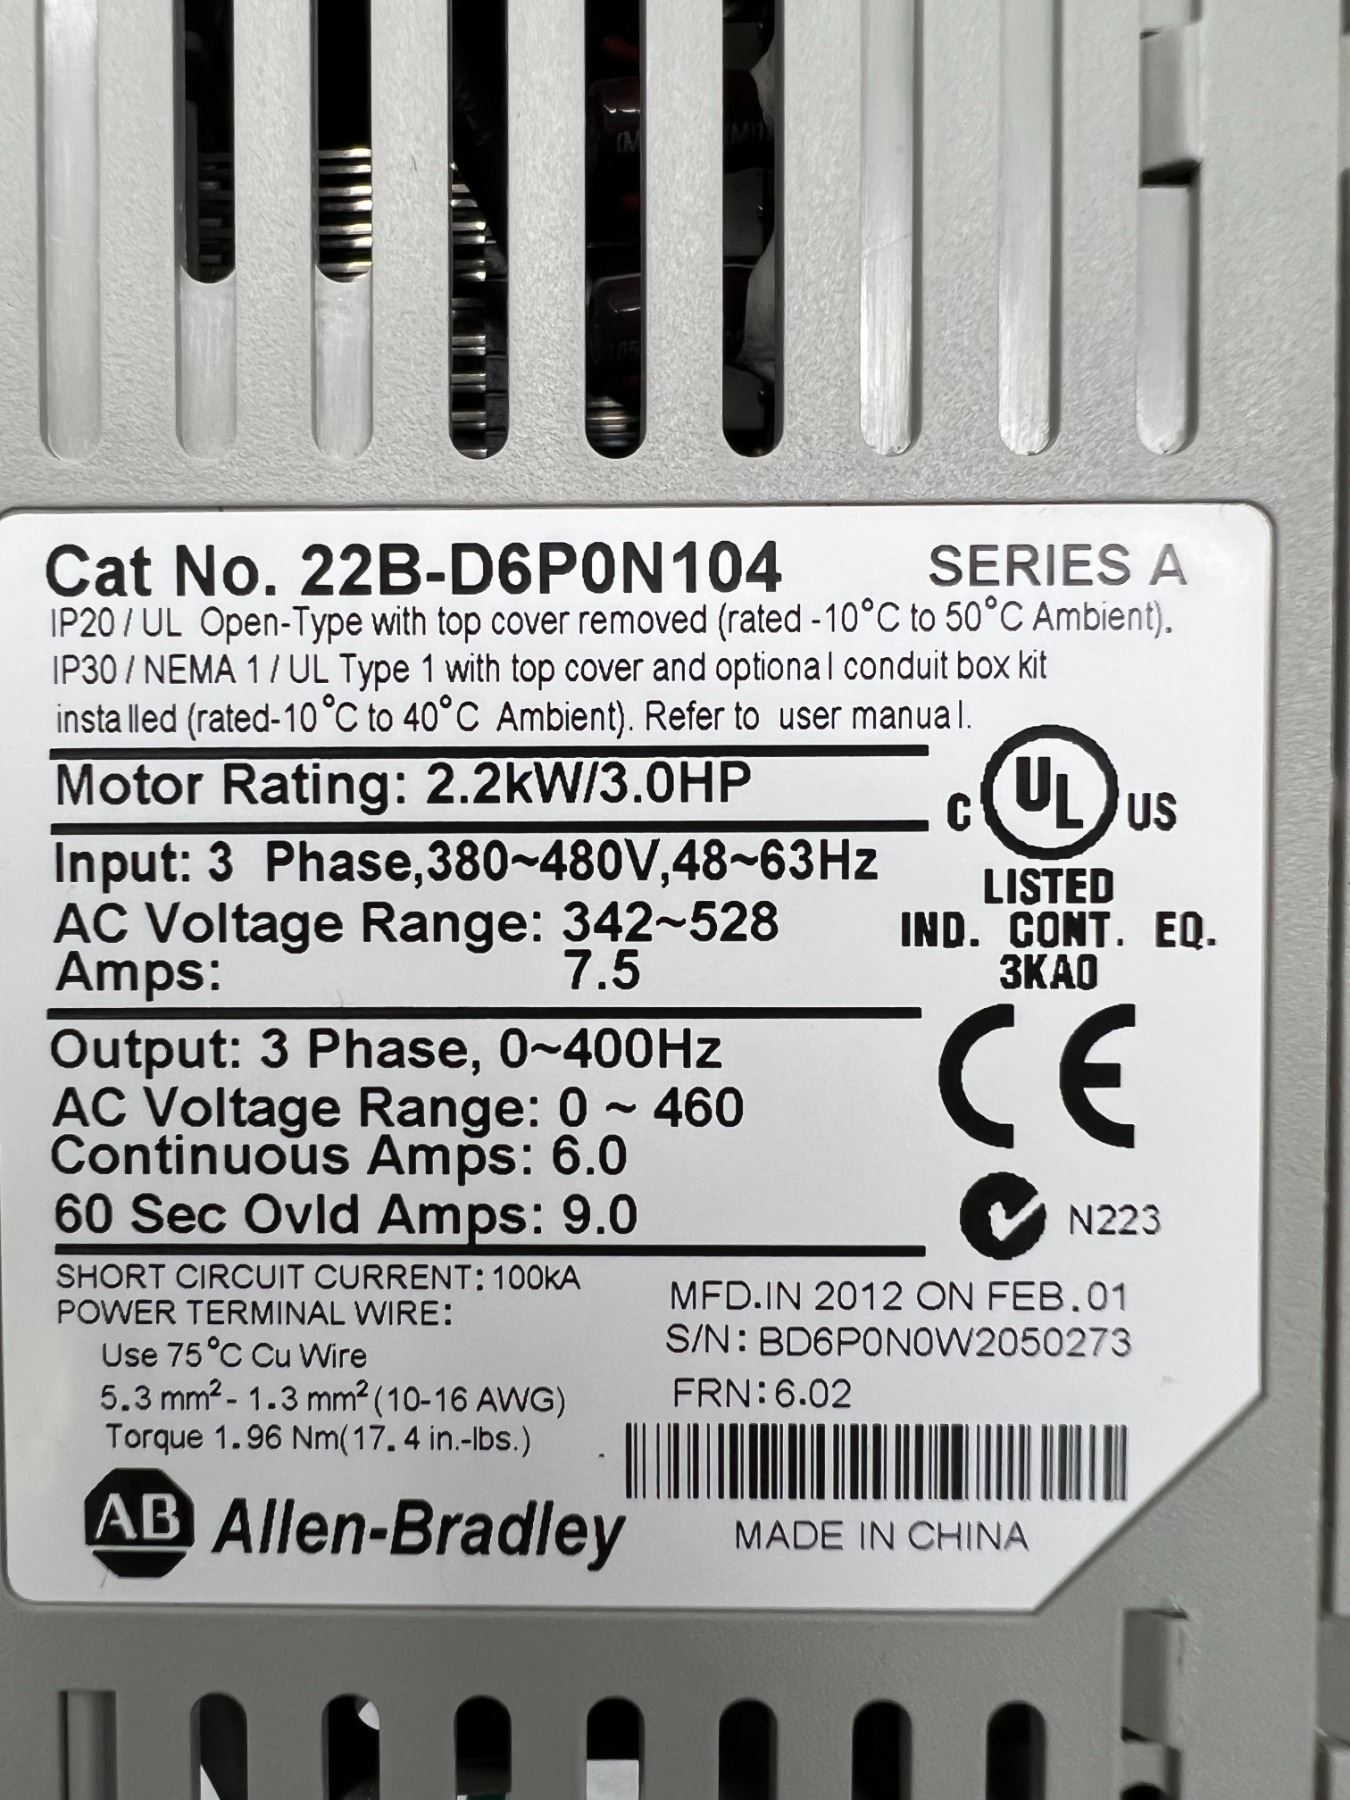 Cat No. 22B-D6P0N104 SERIES A
IP20 / UL Open-Type with top cover removed (rated -10°C to 50°C Ambient).
IP30 / NEMA 1 / UL Type 1 with top cover and optional conduit box kit
installed (rated-10°C to 40°C Ambient). Refer to user manual.
Motor Rating: 2.2kW/3.0HP
C UL US
LISTED
IND. CONT. EQ.
3KA0
Input: 3 Phase,380~480V,48~63Hz
AC Voltage Range: 342~528
Amps: 7.5
CE
Output: 3 Phase, 0~400Hz
AC Voltage Range: 0 ~ 460
Continuous Amps: 6.0
60 Sec Ovld Amps: 9.0
N223
SHORT CIRCUIT CURRENT: 100kA
POWER TERMINAL WIRE:
Use 75°C Cu Wire
5.3 mm² - 1.3 mm² (10-16 AWG)
Torque 1.96 Nm(17.4 in.-lbs.)
MFD.IN 2012 ON FEB.01
S/N: BD6P0N0W2050273
FRN: 6.02
AB Allen-Bradley
MADE IN CHINA